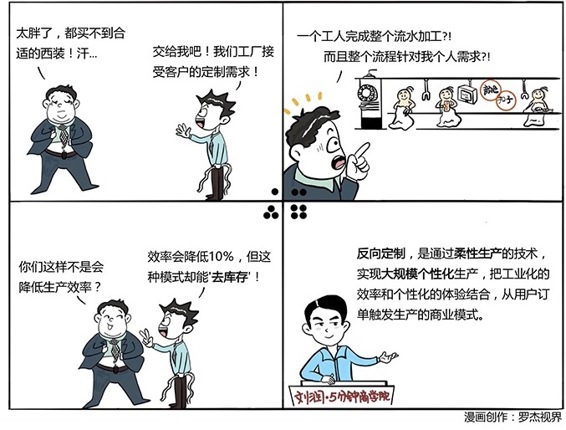 太胖了，都买不到合
适的西装！汗...
交给我吧！我们工厂接
受客户的定制需求！
一个工人完成整个流水加工?!
而且整个流程针对我个人需求?!
扣子
你们这样不是会
降低生产效率？
效率会降低10%，但这
种模式却能'去库存'！
反向定制，是通过柔性生产的技术，
实现大规模个性化生产，把工业化的
效率和个性化的体验结合，从用户订
单触发生产的商业模式。
刘润·5分钟商学院
漫画创作：罗杰视界